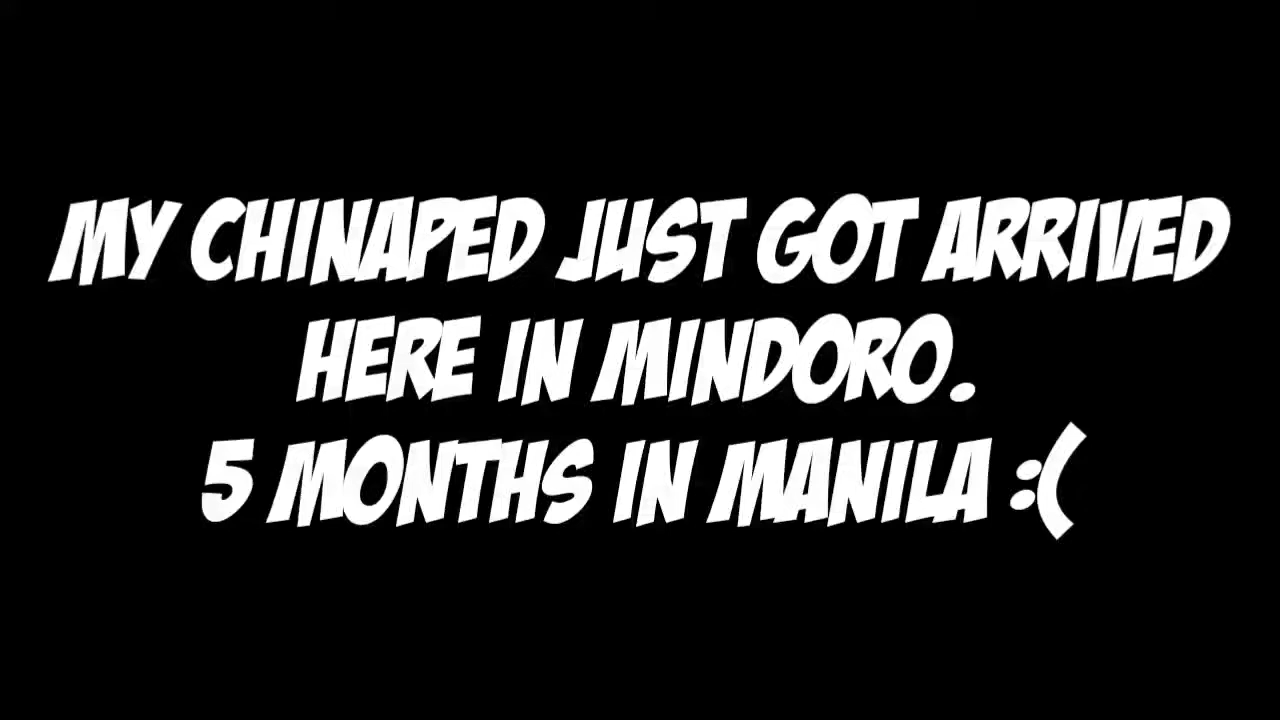 MY CHINAPED JUST GOT ARRIVED
HERE IN MINDORO.
5 MONTHS IN MANILA :(